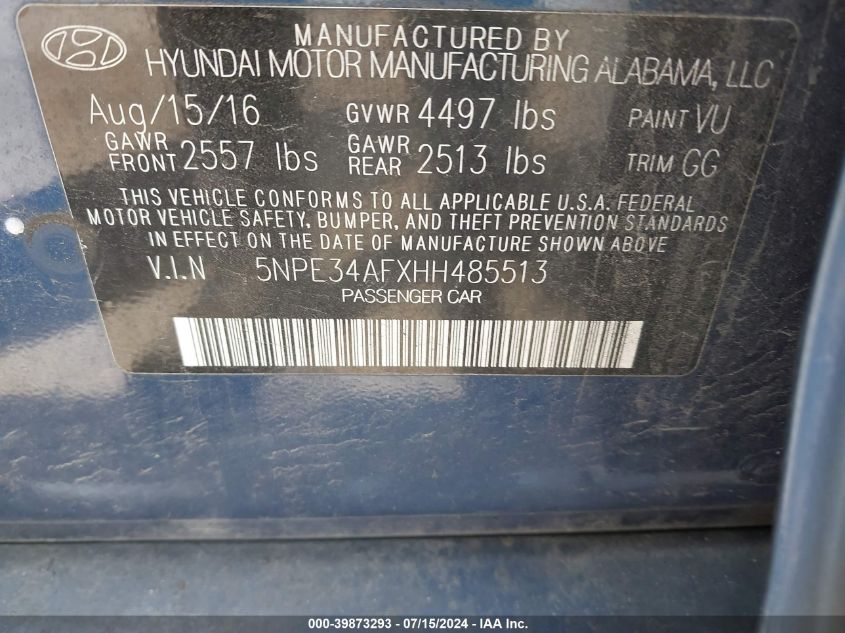 MANUFACTURED BY
HYUNDAI MOTOR MANUFACTURING ALABAMA, LLC
Aug/15/16 GVWR 4497 lbs PAINT VU
GAWR FRONT 2557 lbs GAWR REAR 2513 lbs TRIM GG
THIS VEHICLE CONFORMS TO ALL APPLICABLE U.S.A. FEDERAL
MOTOR VEHICLE SAFETY, BUMPER, AND THEFT PREVENTION STANDARDS
IN EFFECT ON THE DATE OF MANUFACTURE SHOWN ABOVE
V.I.N 5NPE34AFXHH485513
PASSENGER CAR
000-39873293 - 07/15/2024 - IAA Inc.